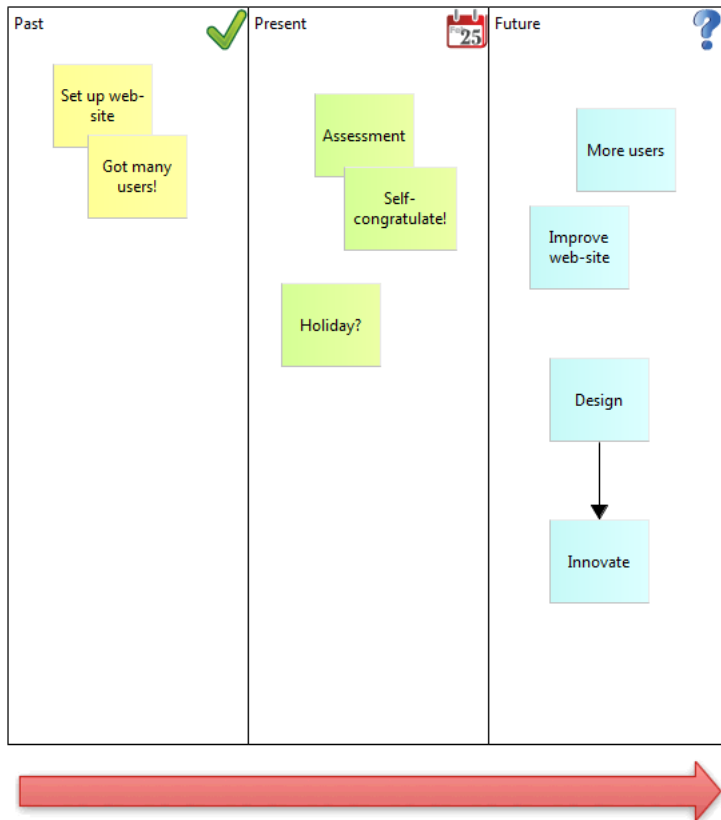 Past
Present
Feb
25
Future
Set up web-
site
Got many
users!
Assessment
Self-
congratulate!
Holiday?
More users
Improve
web-site
Design
Innovate